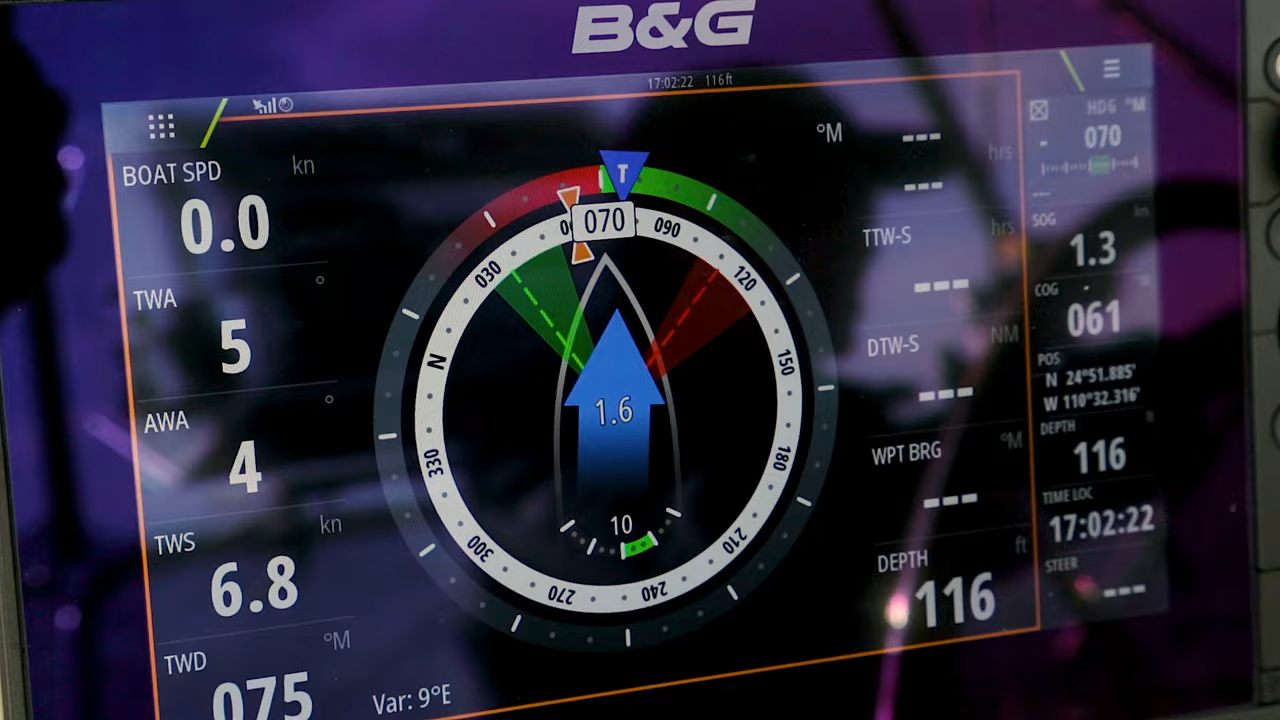 B&G
17:02:22 116ft
BOAT SPD kn
0.0
TWA °
5
AWA °
4
TWS kn
6.8
TWD °M
075
Var: 9°E
T
070
090
120
150
180
210
240
270
300
330
N
030
1.6
10
°M ---
hrs
---
TTW-S hrs
---
DTW-S NM
---
WPT BRG °M
---
DEPTH ft
116
HDG °M
- 070
---
SOG kn
1.3
COG
061
POS
N 24°51.885'
W 110°32.316'
DEPTH ft
116
TIME LOC
17:02:22
STEER
---